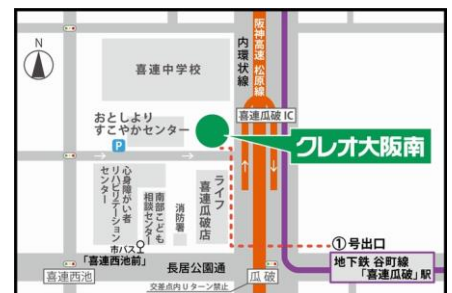 N
喜連中学校
内環状線
阪神高速 松原線
喜連瓜破IC
おとしより
すこやかセンター
P
クレオ大阪南
心身障がい者
リハビリテーション
センター
南部こども
相談センター
消防署
ライフ
喜連瓜破店
市バス
「喜連西池前」
①号出口
地下鉄 谷町線
「喜連瓜破」駅
喜連西池
長居公園通
瓜破
交差点内Uターン禁止